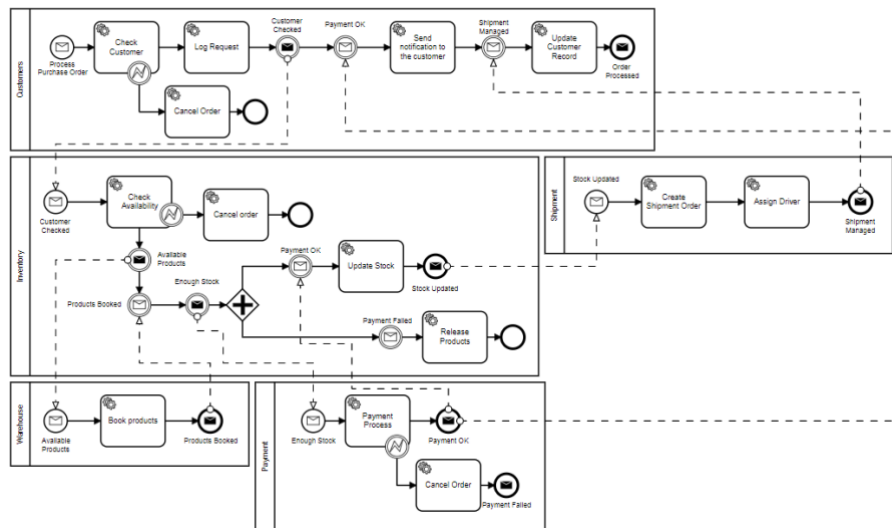 Customers
Process
Purchase Order
Check
Customer
Log Request
Customer
Checked
Payment OK
Send
notification to
the customer
Shipment
Managed
Update
Customer
Record
Order
Processed
Cancel Order
Inventory
Customer
Checked
Check
Availability
Cancel order
Available
Products
Products Booked
Enough Stock
Payment OK
Update Stock
Stock Updated
Payment Failed
Release
Products
Shipment
Stock Updated
Create
Shipment Order
Assign Driver
Shipment
Managed
Warehouse
Available
Products
Book products
Products Booked
Payment
Enough Stock
Payment
Process
Payment OK
Cancel Order
Payment Failed